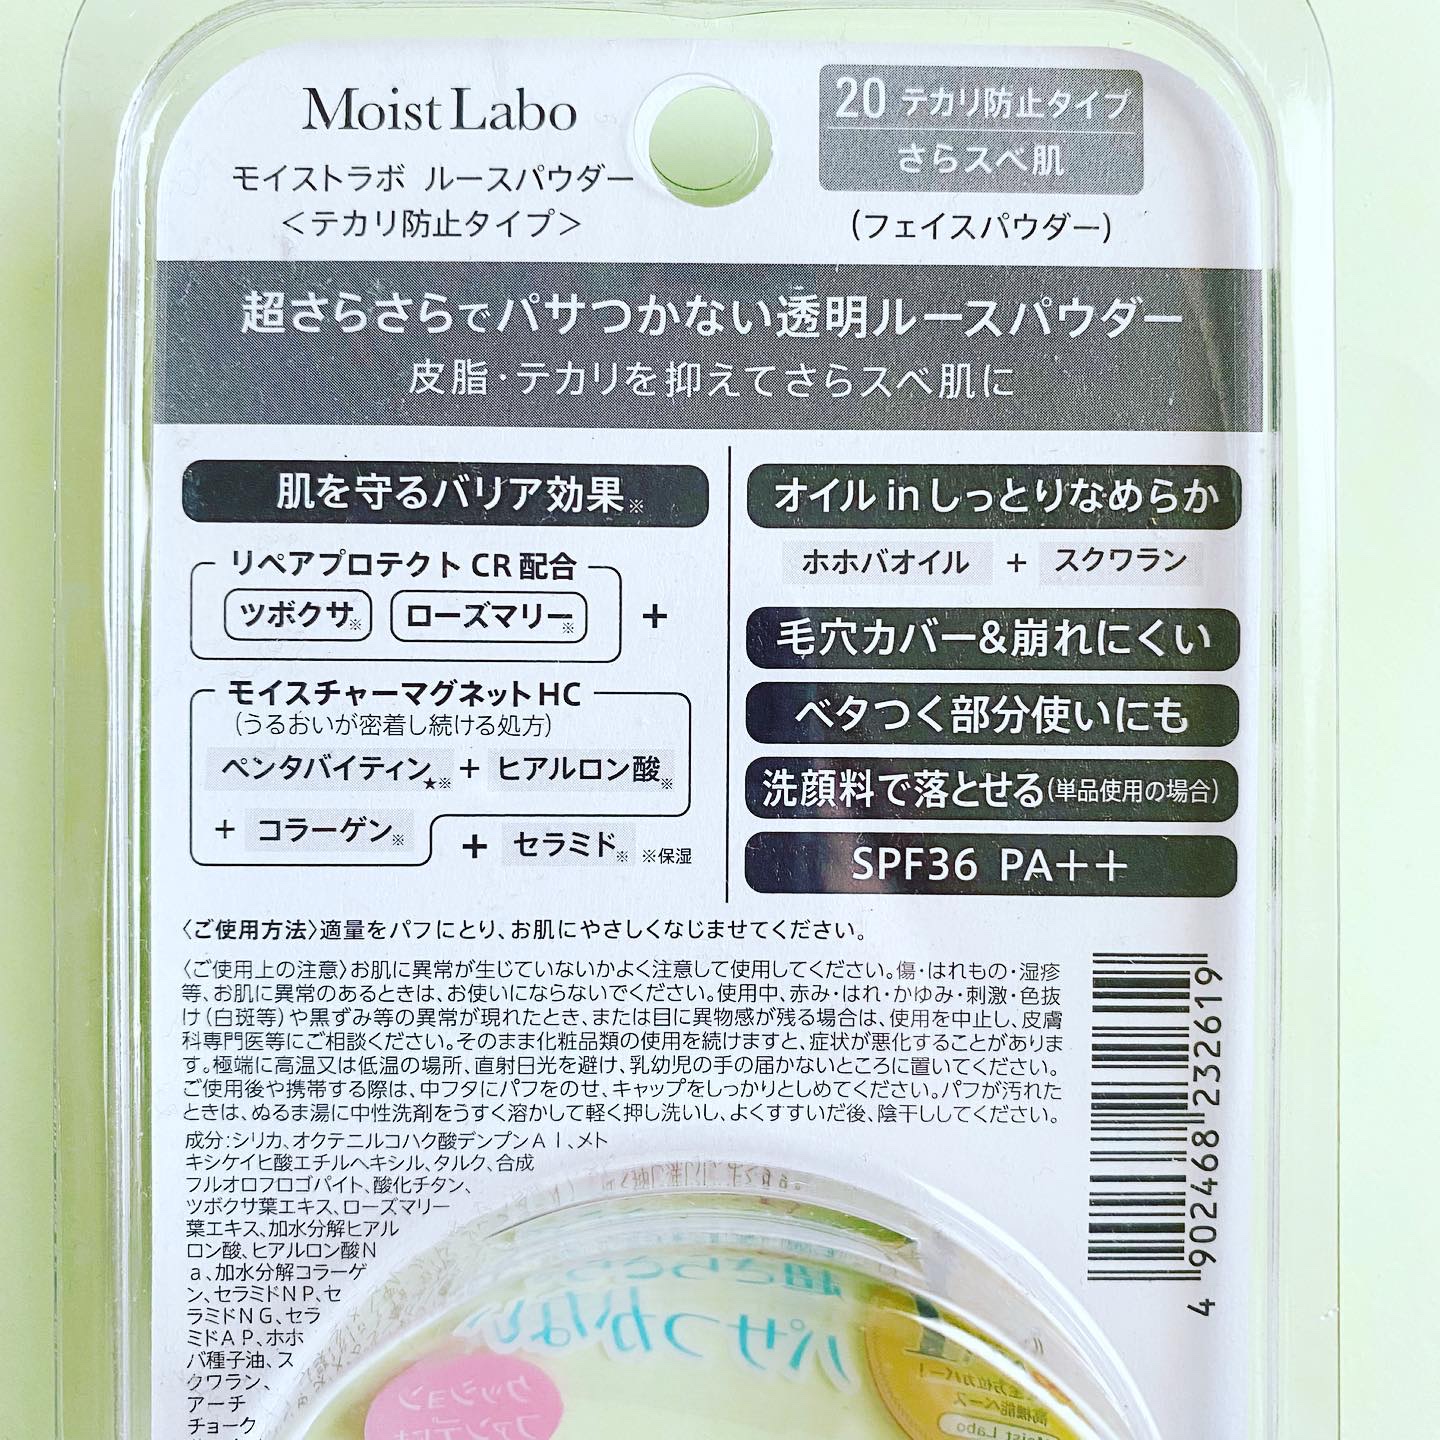 Moist Labo
モイストラボ ルースパウダー
＜テカリ防止タイプ＞
20 テカリ防止タイプ
さらスベ肌
(フェイスパウダー)
超さらさらでパサつかない透明ルースパウダー
皮脂・テカリを抑えてさらスベ肌に
肌を守るバリア効果※
リペアプロテクト CR 配合
ツボクサ※ ローズマリー※ +
モイスチャーマグネット HC
(うるおいが密着し続ける処方)
ペンタバイティン★※ + ヒアルロン酸※
+ コラーゲン※ + セラミド※ ※保湿
オイル in しっとりなめらか
ホホバオイル + スクワラン
毛穴カバー&崩れにくい
ベタつく部分使いにも
洗顔料で落とせる(単品使用の場合)
SPF36 PA++
〈ご使用方法〉適量をパフにとり、お肌にやさしくなじませてください。
〈ご使用上の注意〉お肌に異常が生じていないかよく注意して使用してください。傷・はれもの・湿疹
等、お肌に異常のあるときは、お使いにならないでください。使用中、赤み・はれ・かゆみ・刺激・色抜
け（白斑等）や黒ずみ等の異常が現れたとき、または目に異物感が残る場合は、使用を中止し、皮膚
科専門医等にご相談ください。そのまま化粧品類の使用を続けますと、症状が悪化することがありま
す。極端に高温又は低温の場所、直射日光を避け、乳幼児の手の届かないところに置いてください。
ご使用後や携帯する際は、中フタにパフをのせ、キャップをしっかりとしめてください。パフが汚れた
ときは、ぬるま湯に中性洗剤をうすく溶かして軽く押し洗いし、よくすすいだ後、陰干ししてください。
成分：シリカ、オクテニルコハク酸デンプンＡｌ、メト
キシケイヒ酸エチルヘキシル、タルク、合成
フルオロフロゴパイト、酸化チタン、
ツボクサ葉エキス、ローズマリー
葉エキス、加水分解ヒアル
ロン酸、ヒアルロン酸Ｎ
ａ、加水分解コラーゲ
ン、セラミドＮＰ、セ
ラミドＮＧ、セラ
ミドＡＰ、ホホ
バ種子油、ス
クワラン、
アーチ
チョーク
4 902468 232619
超さらさら
パサつかない
クッション
全方位カバー！
高機能ベース
Moist Labo